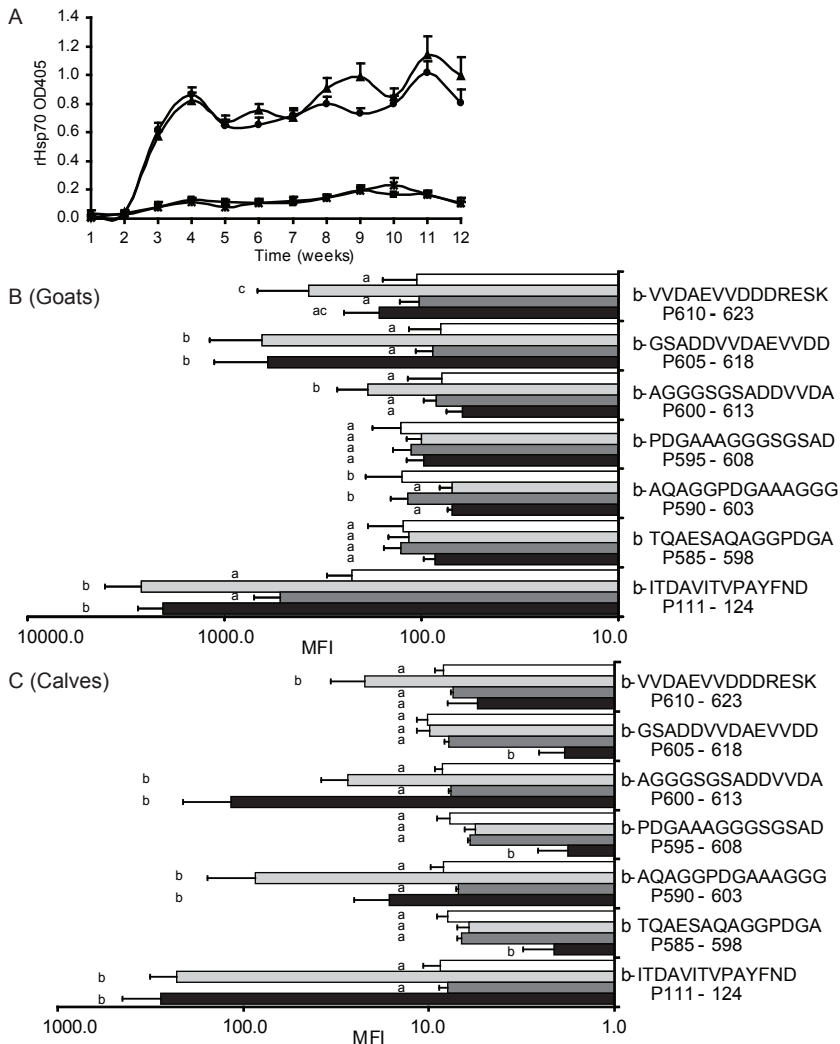 A
1.4
1.2
1.0
0.8
0.6
0.4
0.2
0.0
rHsp70 OD405
1 2 3 4 5 6 7 8 9 10 11 12
Time (weeks)
B (Goats)
a
c
a
ac
b-VVDAEVVDDDRESK
P610 - 623
a
b
a
b
b-GSADDVVDAEVVDD
P605 - 618
a
b
a
a
b-AGGGSGSADDVVDA
P600 - 613
a
a
a
a
b-PDGAAAGGGSGSAD
P595 - 608
b
a
b
a
b-AQAGGPDGAAAGGG
P590 - 603
a
a
a
a
b TQAESAQAGGPDGA
P585 - 598
a
b
a
b
b-ITDAVITVPAYFND
P111 - 124
10000.0 1000.0 100.0 10.0
MFI
C (Calves)
a
b
a
a
b-VVDAEVVDDDRESK
P610 - 623
a
a
a
b
b-GSADDVVDAEVVDD
P605 - 618
a
b
a
b
b-AGGGSGSADDVVDA
P600 - 613
a
a
a
b
b-PDGAAAGGGSGSAD
P595 - 608
a
b
a
b
b-AQAGGPDGAAAGGG
P590 - 603
a
a
a
b
b TQAESAQAGGPDGA
P585 - 598
a
b
a
b
b-ITDAVITVPAYFND
P111 - 124
1000.0 100.0 10.0 1.0
MFI